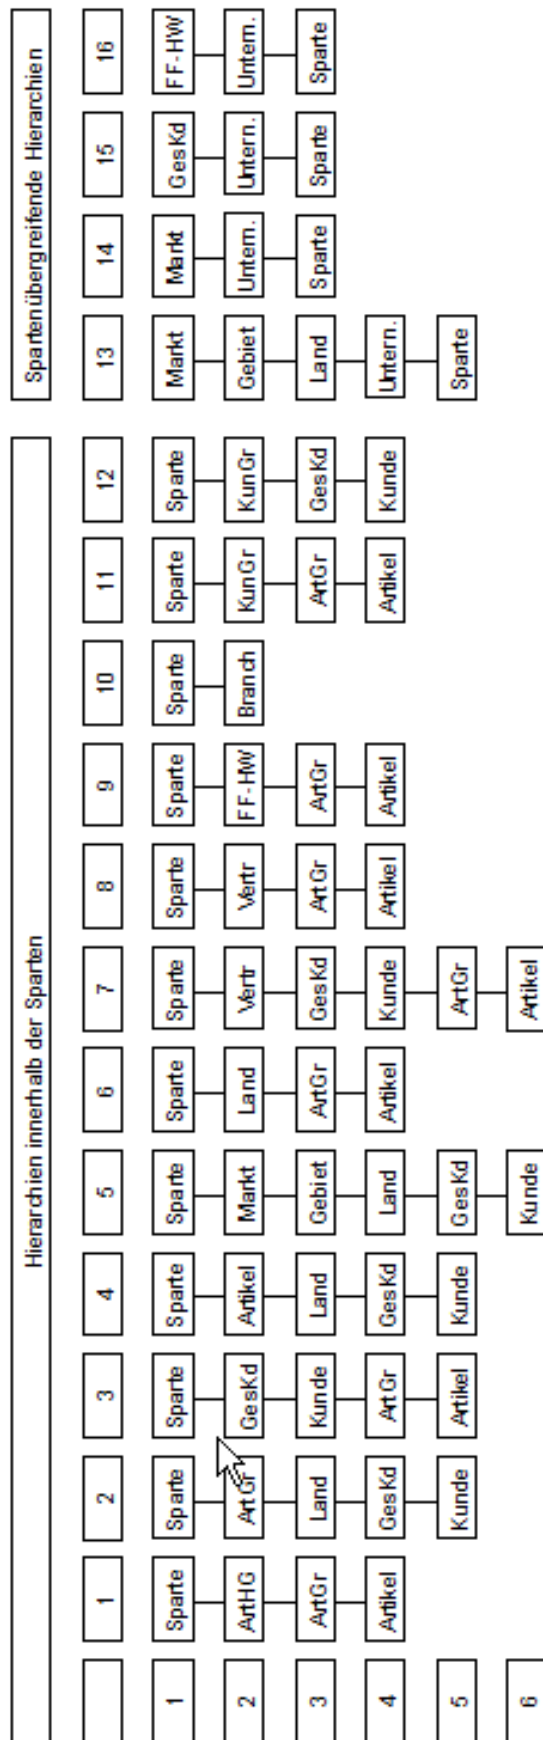 Hierarchien innerhalb der Sparten Spartenübergreifende Hierarchien
1 2 3 4 5 6 7 8 9 10 11 12 13 14 15 16
1 Sparte Sparte Sparte Sparte Sparte Sparte Sparte Sparte Sparte Sparte Sparte Sparte Markt Markt GesKd FF-HW
2 ArtHG ArtGr GesKd Artikel Markt Land Vertr Vertr FF-HW Branch KunGr KunGr Gebiet Untern. Untern. Untern.
3 ArtGr Land Kunde Land Gebiet ArtGr GesKd ArtGr ArtGr ArtGr GesKd Land Sparte Sparte Sparte
4 Artikel GesKd ArtGr GesKd Land Artikel Kunde Artikel Artikel Artikel Kunde Untern.
5 Kunde Artikel Kunde GesKd ArtGr Sparte
6 Kunde Artikel